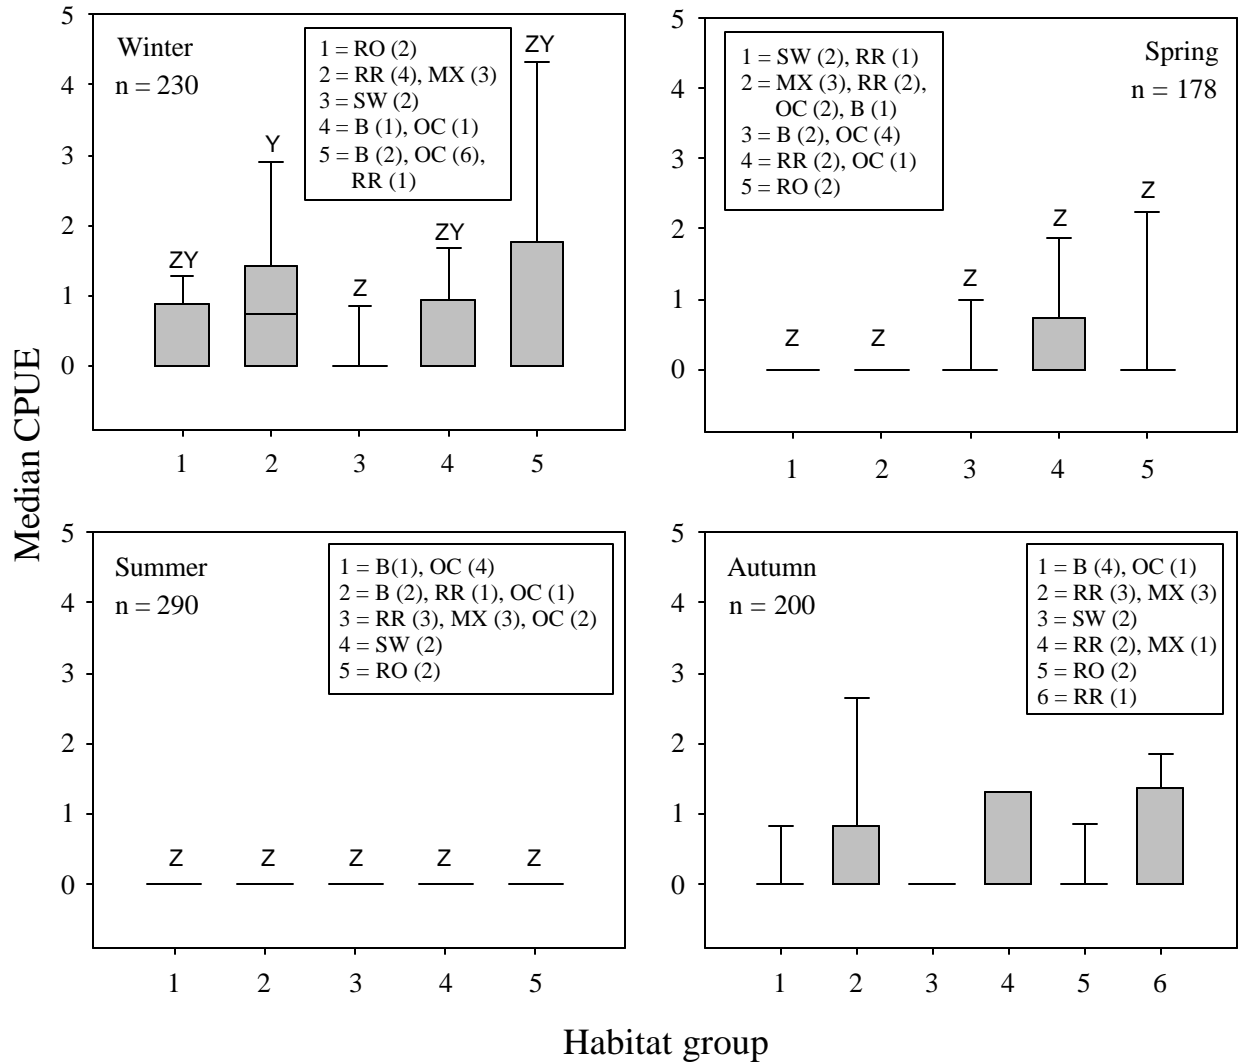 Median CPUE
5
4
3
2
1
0
Winter
n = 230
1 = RO (2)
2 = RR (4), MX (3)
3 = SW (2)
4 = B (1), OC (1)
5 = B (2), OC (6),
RR (1)
ZY
Y
Z
ZY
ZY
1 2 3 4 5
5
4
3
2
1
0
1 = SW (2), RR (1)
2 = MX (3), RR (2),
OC (2), B (1)
3 = B (2), OC (4)
4 = RR (2), OC (1)
5 = RO (2)
Spring
n = 178
Z
Z
Z
Z
Z
1 2 3 4 5
5
4
3
2
1
0
Summer
n = 290
1 = B(1), OC (4)
2 = B (2), RR (1), OC (1)
3 = RR (3), MX (3), OC (2)
4 = SW (2)
5 = RO (2)
Z Z Z Z Z
1 2 3 4 5
5
4
3
2
1
0
Autumn
n = 200
1 = B (4), OC (1)
2 = RR (3), MX (3)
3 = SW (2)
4 = RR (2), MX (1)
5 = RO (2)
6 = RR (1)
1 2 3 4 5 6
Habitat group